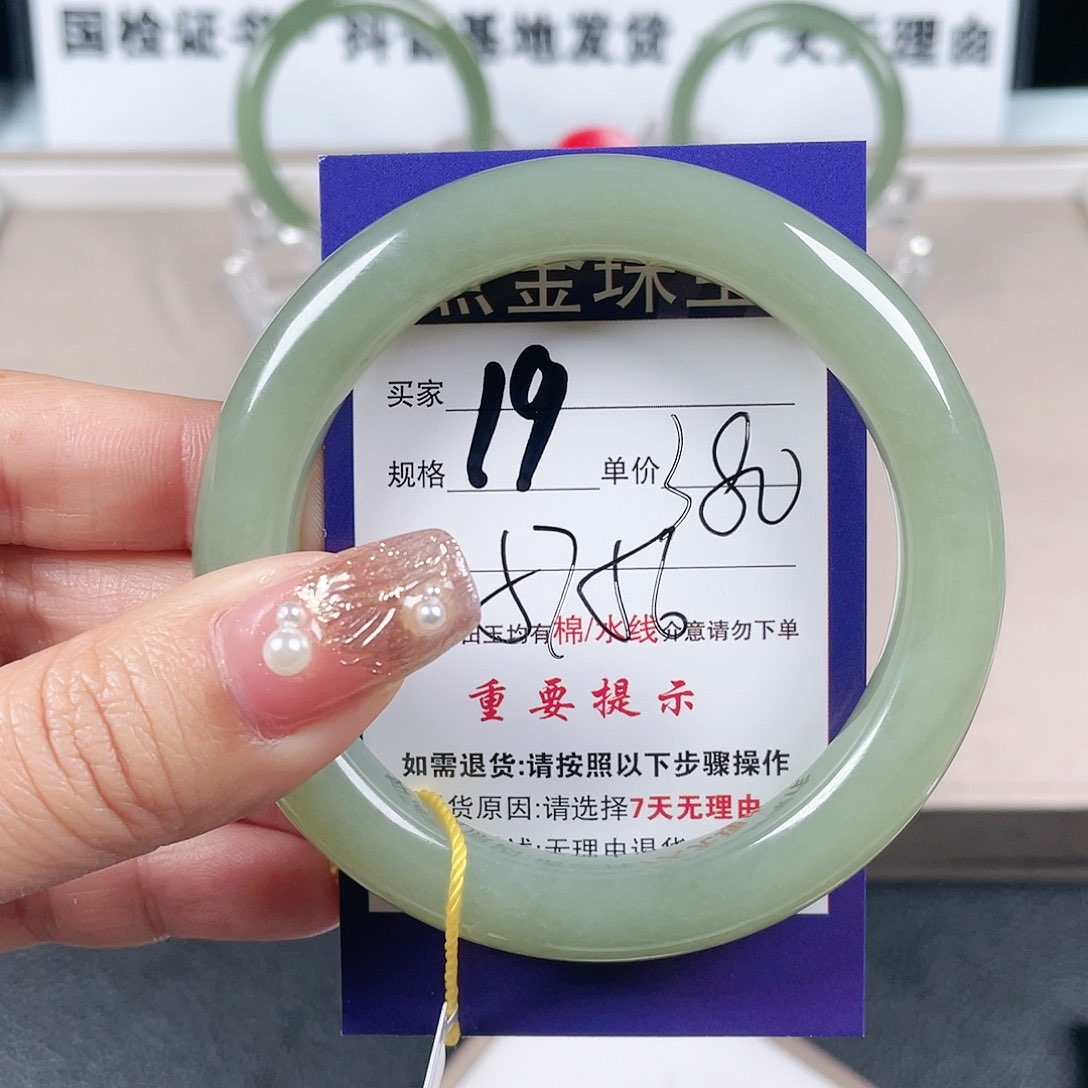 国检证书 抖音基地发货 7天无理由
金珠宝
买家 19
规格 单价 380
田玉均有棉/水线介意请勿下单
重要提示
如需退货:请按照以下步骤操作
货原因:请选择7天无理由
无理由退货